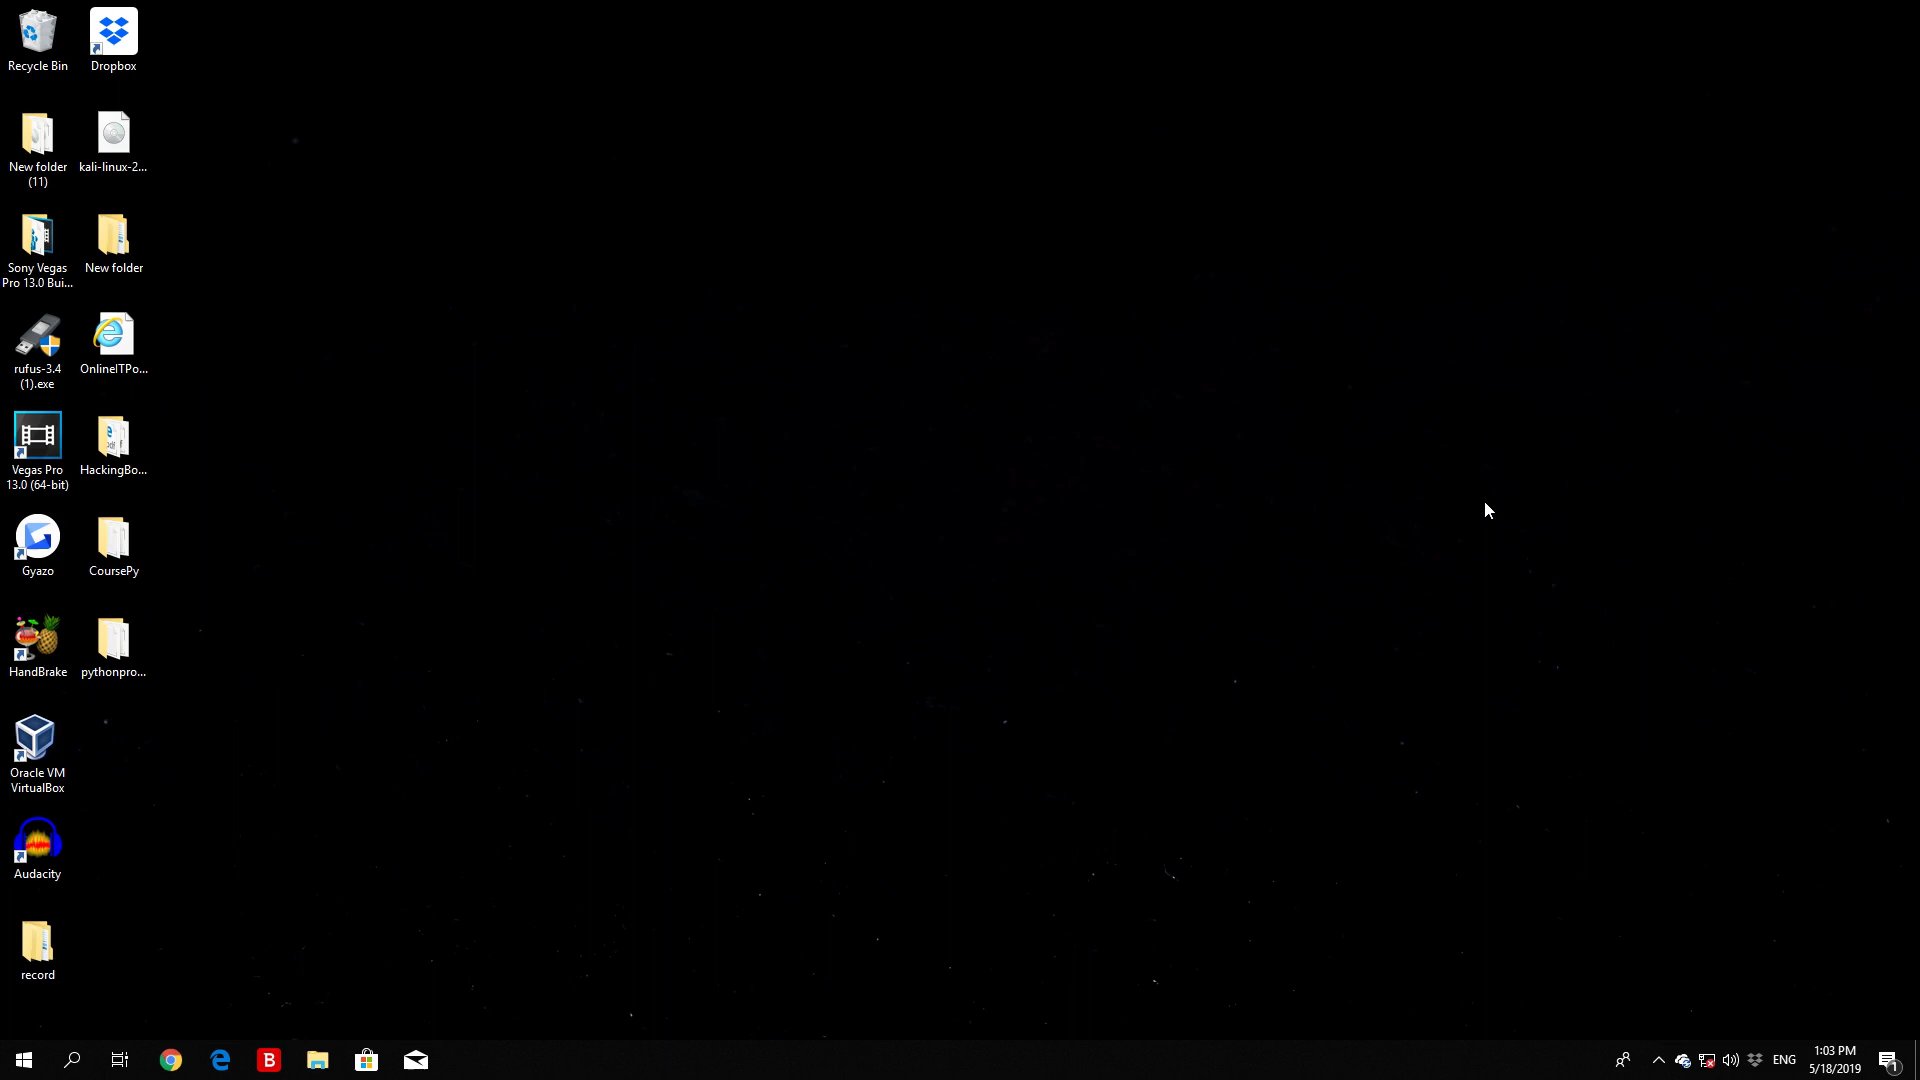 Recycle Bin
Dropbox
New folder
(11)
kali-linux-2...
Sony Vegas
Pro 13.0 Bui...
New folder
rufus-3.4
(1).exe
OnlineITPo...
Vegas Pro
13.0 (64-bit)
HackingBo...
Gyazo
CoursePy
HandBrake
pythonpro...
Oracle VM
VirtualBox
Audacity
record
B
ENG
1:03 PM
5/18/2019
1